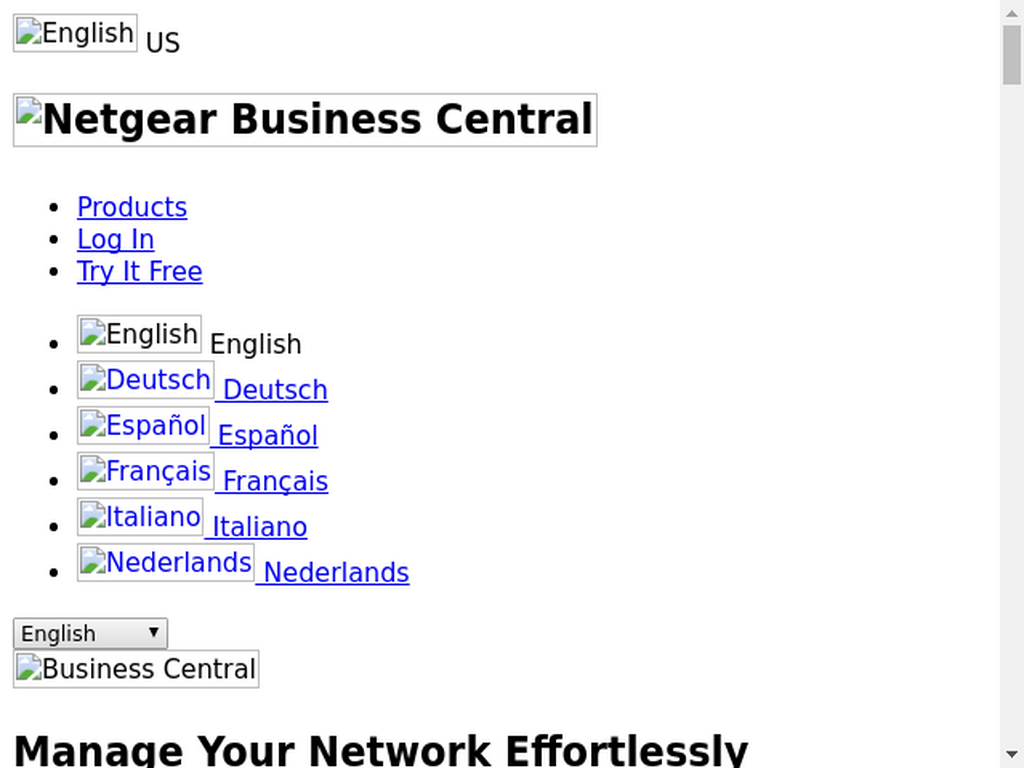 English US
Netgear Business Central
Products
Log In
Try It Free
English English
Deutsch Deutsch
Español Español
Français Français
Italiano Italiano
Nederlands Nederlands
English
Business Central
Manage Your Network Effortlessly